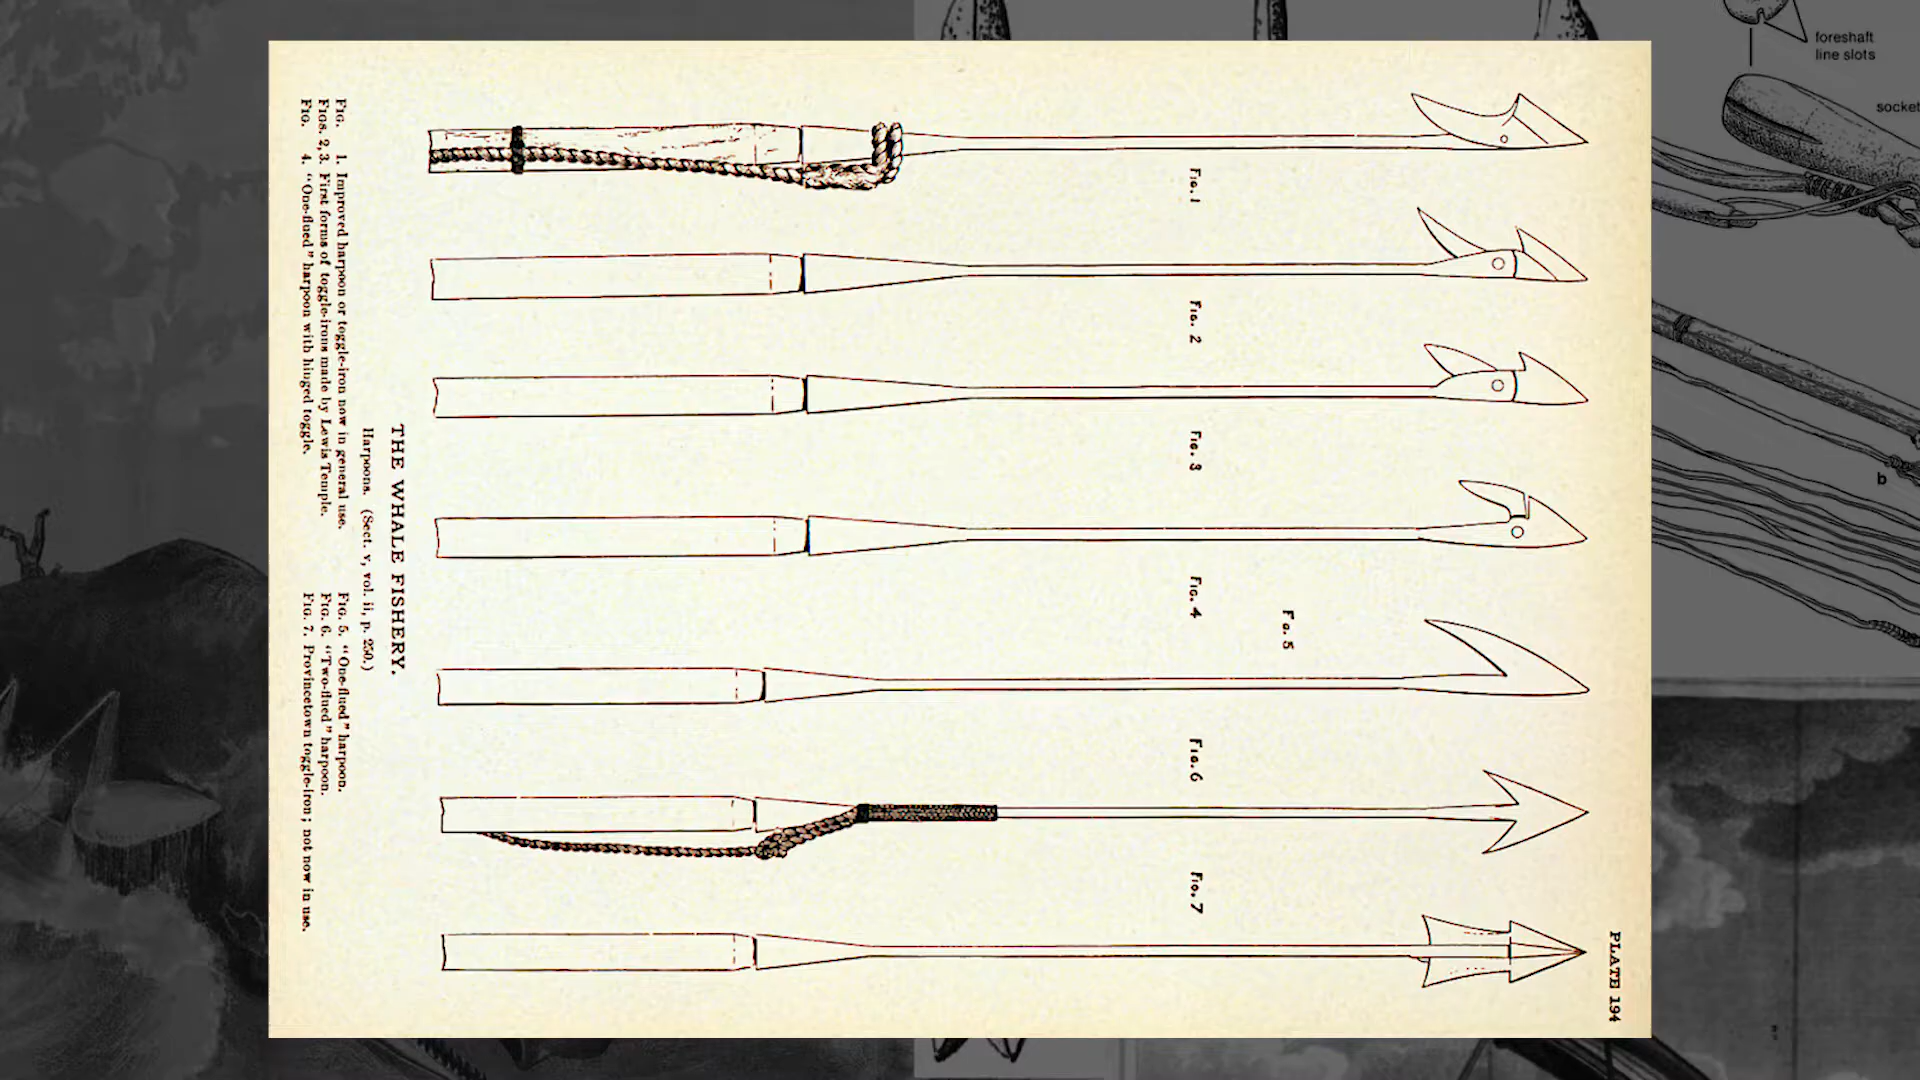 PLATE 194
Fig. 1
Fig. 2
Fig. 3
Fig. 4
F G. 5
Fig. 6
Fig. 7
THE WHALE FISHERY.
Harpoons. (Sect. v, vol. ii, p. 250.)
FIG. 1. Improved harpoon or toggle-iron now in general use.
FIGS. 2, 3. First forms of toggle-irons made by Lewis Temple.
FIG. 4. "One-flued" harpoon with hinged toggle.
FIG. 5. "One-flued" harpoon.
FIG. 6. "Two-flued" harpoon.
FIG. 7. Provincetown toggle-iron; not now in use.
foreshaft
line slots
socket
b